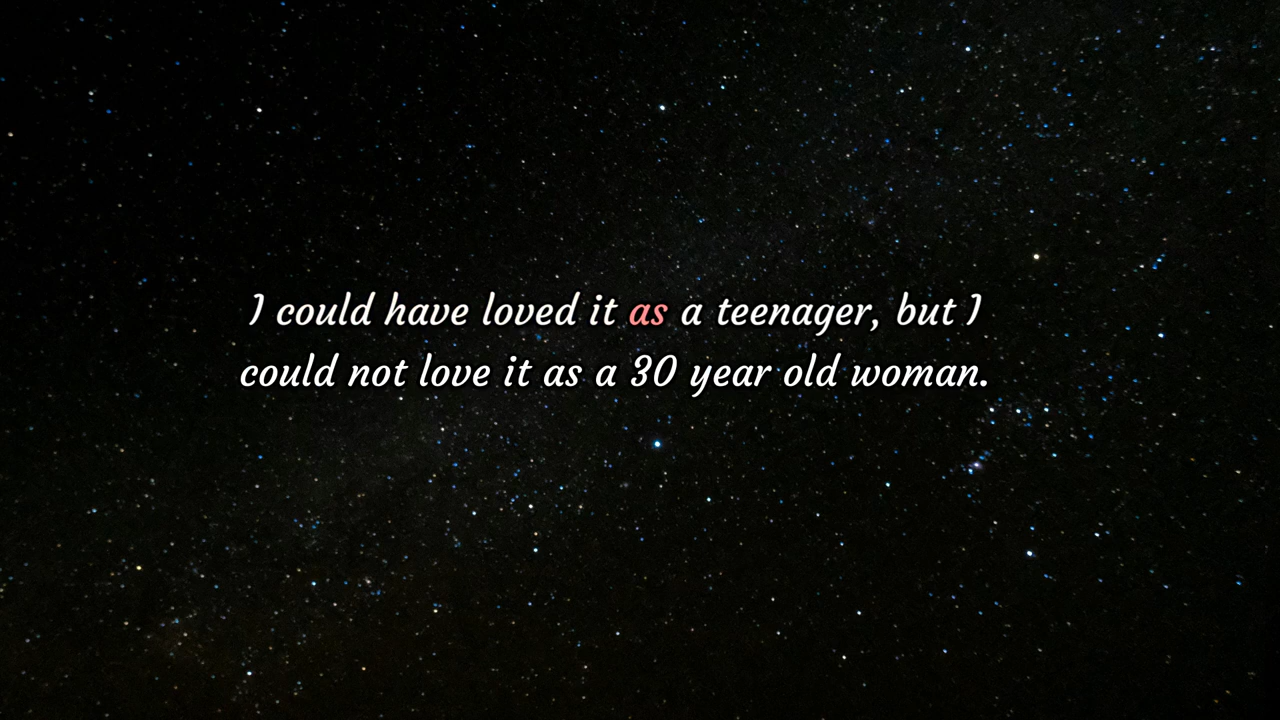 I could have loved it as a teenager, but I
could not love it as a 30 year old woman.